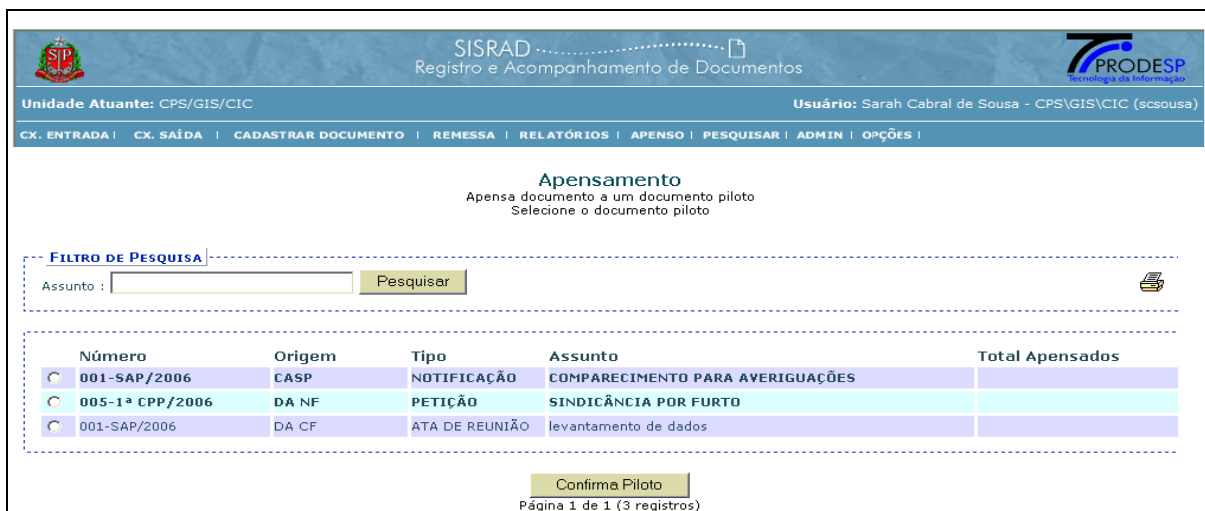 SP
SISRAD
Registro e Acompanhamento de Documentos
PRODESP
Tecnologia da Informação
Unidade Atuante: CPS/GIS/CIC
Usuário: Sarah Cabral de Sousa - CPS\GIS\CIC (scsousa)
CX. ENTRADA | CX. SAÍDA | CADASTRAR DOCUMENTO | REMESSA | RELATÓRIOS | APENSO | PESQUISAR | ADMIN | OPÇÕES |
Apensamento
Apensa documento a um documento piloto
Selecione o documento piloto
FILTRO DE PESQUISA
Assunto : Pesquisar
Número Origem Tipo Assunto Total Apensados
001-SAP/2006 CASP NOTIFICAÇÃO COMPARECIMENTO PARA AVERIGUAÇÕES
005-1ª CPP/2006 DA NF PETIÇÃO SINDICÂNCIA POR FURTO
001-SAP/2006 DA CF ATA DE REUNIÃO levantamento de dados
Confirma Piloto
Página 1 de 1 (3 registros)